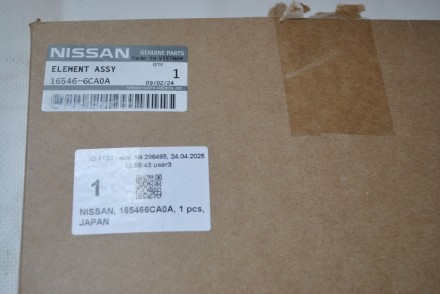 NISSAN GENUINE PARTS
MADE IN VIETNAM
ELEMENT ASSY QTY
16546-6CA0A 1
09/02/24
296495, 24.04.2025
user3
1
NISSAN, 165466CA0A, 1 pcs,
JAPAN